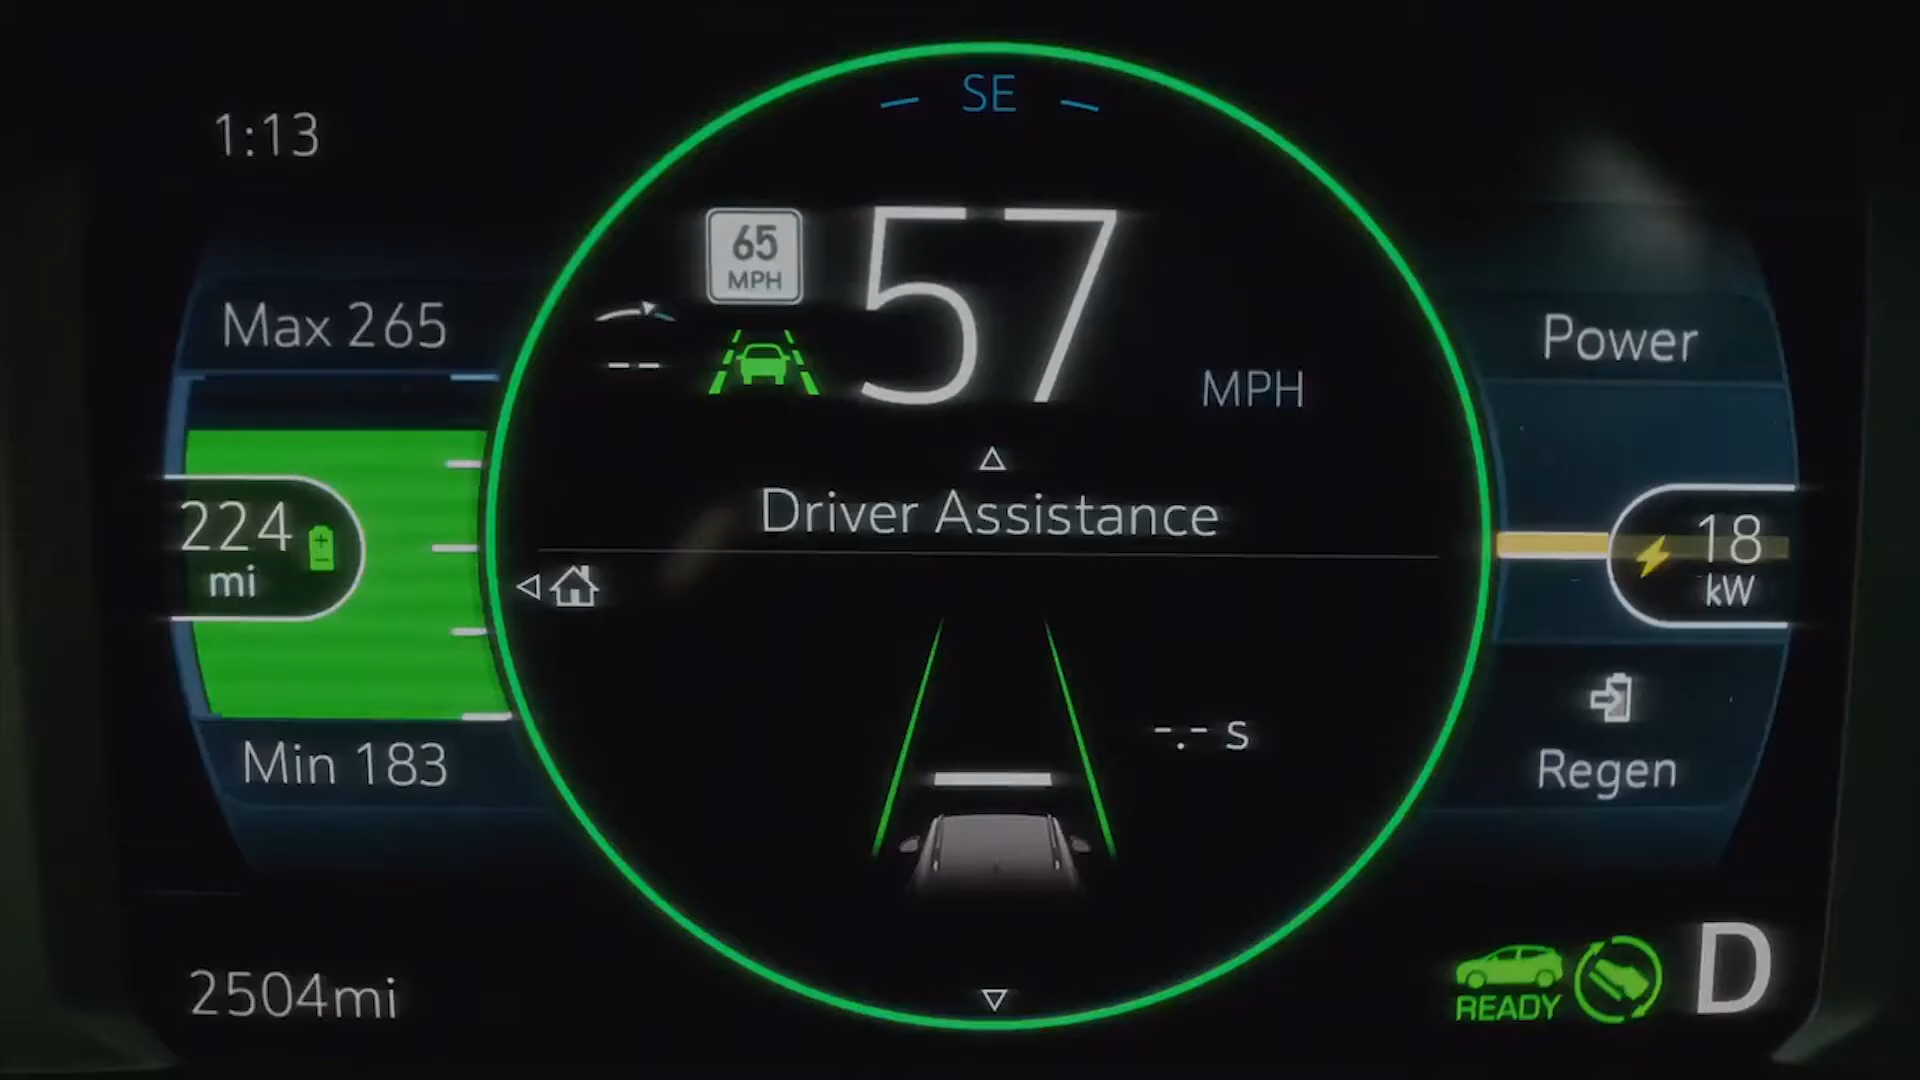 SE
1:13
65
MPH
57
MPH
Max 265
Power
--
Driver Assistance
224
mi
18
kW
-.- s
Min 183
Regen
2504mi
READY
D